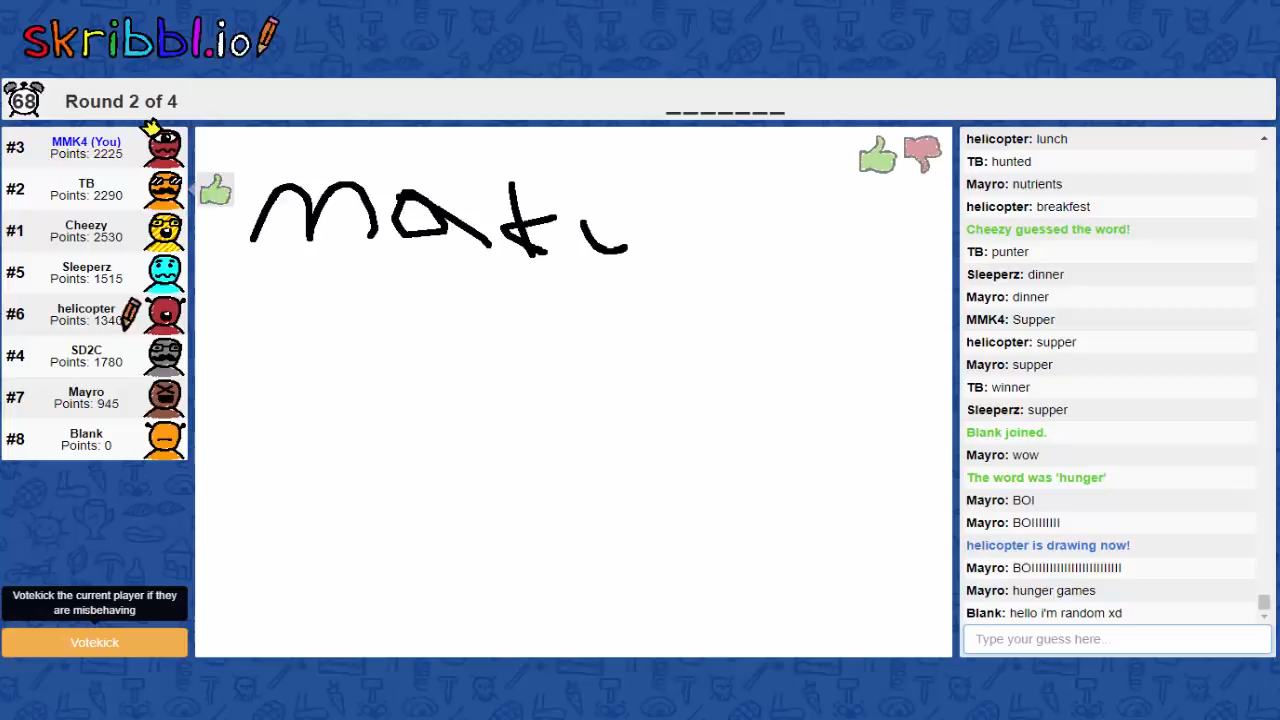 skribbl.io
68
Round 2 of 4
_______
#3 MMK4 (You)
Points: 2225
#2 TB
Points: 2290
#1 Cheezy
Points: 2530
#5 Sleeperz
Points: 1515
#6 helicopter
Points: 1340
#4 SD2C
Points: 1780
#7 Mayro
Points: 945
#8 Blank
Points: 0
Votekick the current player if they
are misbehaving
Votekick
matu
helicopter: lunch
TB: hunted
Mayro: nutrients
helicopter: breakfast
Cheezy guessed the word!
TB: punter
Sleeperz: dinner
Mayro: dinner
MMK4: Supper
helicopter: supper
Mayro: supper
TB: winner
Sleeperz: supper
Blank joined.
Mayro: wow
The word was 'hunger'
Mayro: BOI
Mayro: BOIIIIIIII
helicopter is drawing now!
Mayro: BOIIIIIIIIIIIIIIIIIIIIIIII
Mayro: hunger games
Blank: hello i'm random xd
Type your guess here...